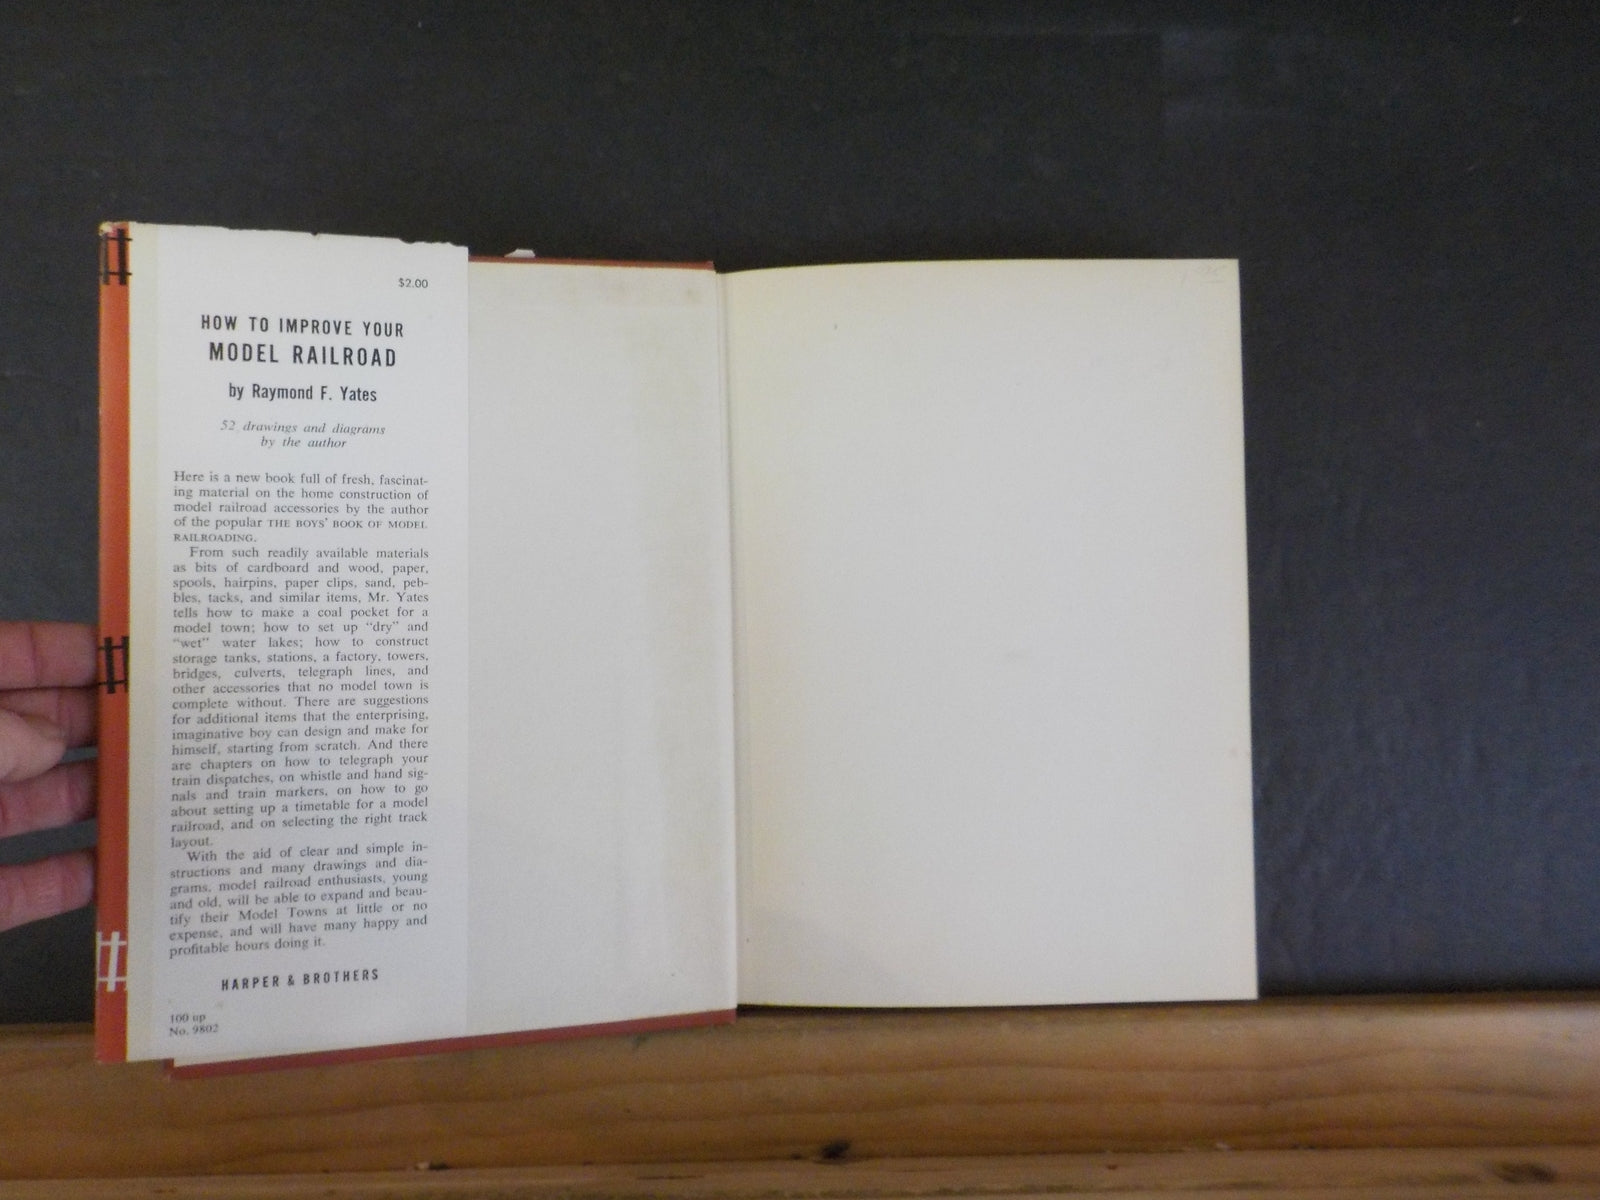 $2.00
HOW TO IMPROVE YOUR
MODEL RAILROAD
by Raymond F. Yates
52 drawings and diagrams
by the author
Here is a new book full of fresh, fascinat-
ing material on the home construction of
model railroad accessories by the author
of the popular THE BOYS' BOOK OF MODEL
RAILROADING.
From such readily available materials
as bits of cardboard and wood, paper,
spools, hairpins, paper clips, sand, peb-
bles, tacks, and similar items, Mr. Yates
tells how to make a coal pocket for a
model town; how to set up "dry" and
"wet" water lakes; how to construct
storage tanks, stations, a factory, towers,
bridges, culverts, telegraph lines, and
other accessories that no model town is
complete without. There are suggestions
for additional items that the enterprising,
imaginative boy can design and make for
himself, starting from scratch. And there
are chapters on how to telegraph your
train dispatches, on whistle and hand sig-
nals and train markers, on how to go
about setting up a timetable for a model
railroad, and on selecting the right track
layout.
With the aid of clear and simple in-
structions and many drawings and dia-
grams, model railroad enthusiasts, young
and old, will be able to expand and beau-
tify their Model Towns at little or no
expense, and will have many happy and
profitable hours doing it.
HARPER & BROTHERS
100 up
No. 9802